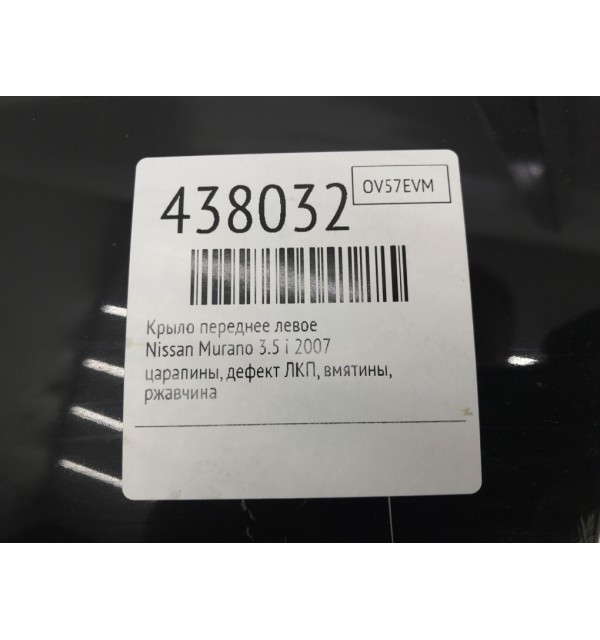 438032
OV57EVM
Крыло переднее левое
Nissan Murano 3.5 i 2007
царапины, дефект ЛКП, вмятины,
ржавчина